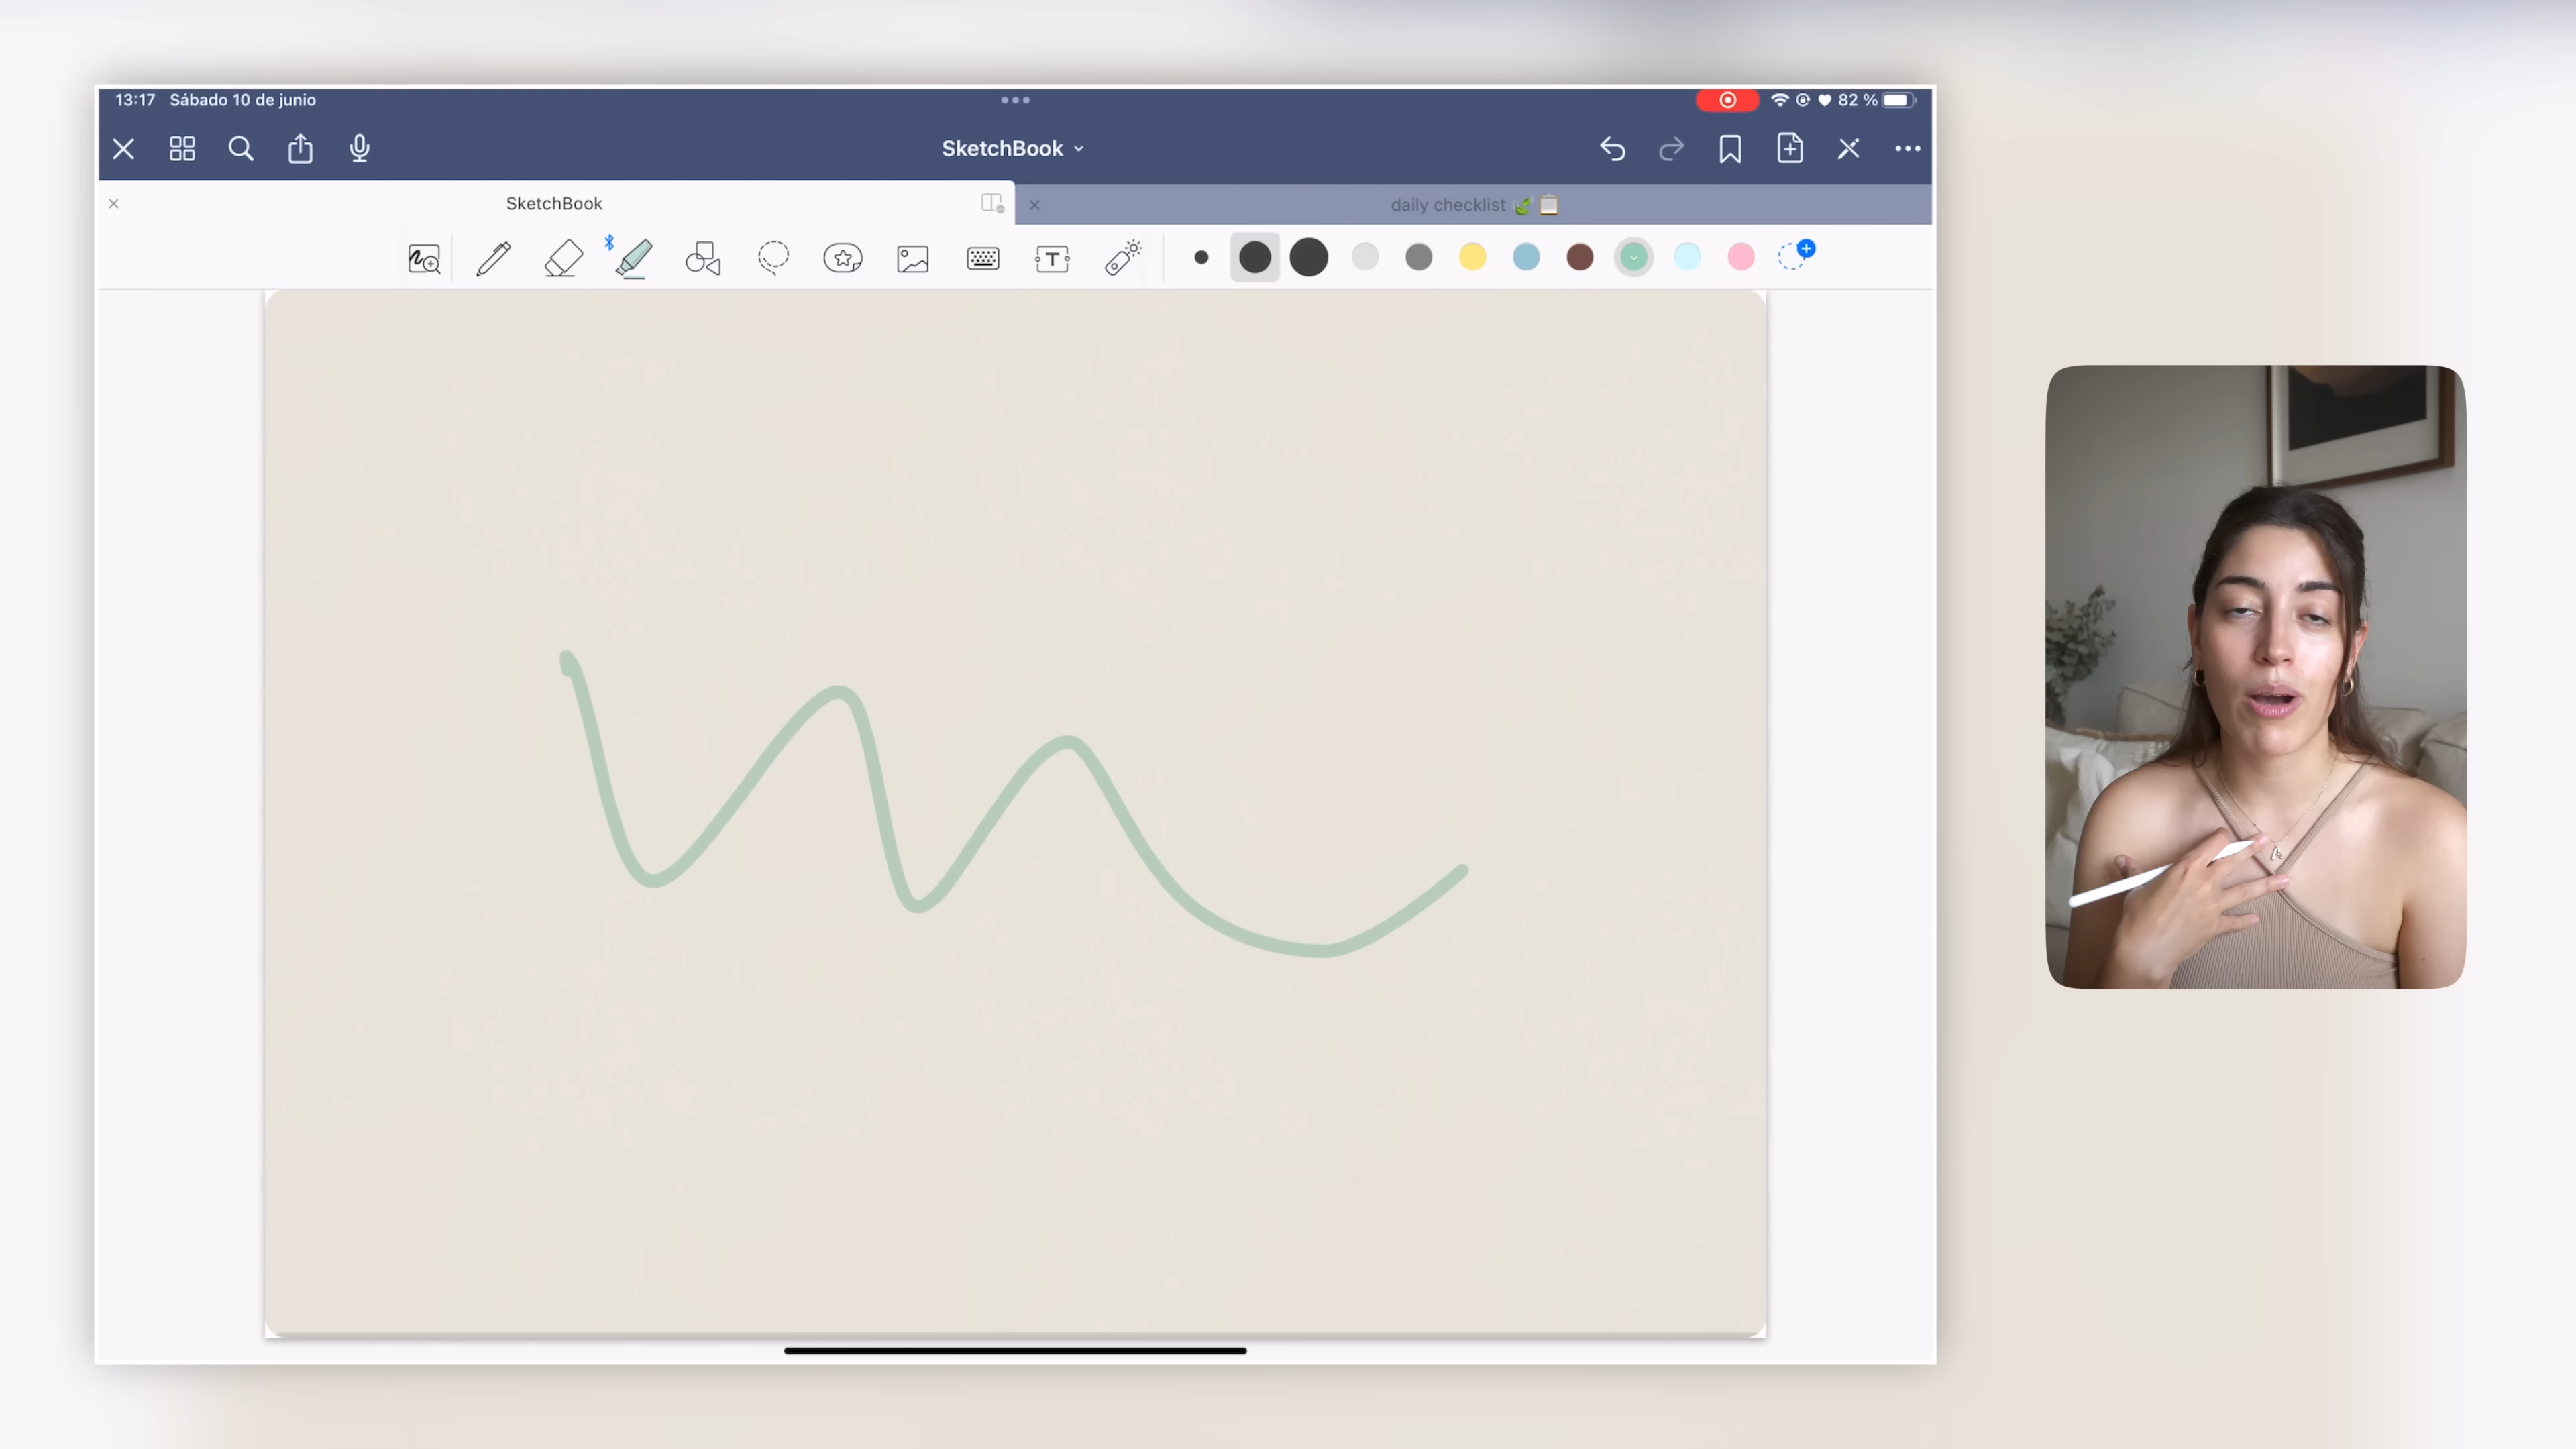 13:17 Sábado 10 de junio
82 %
SketchBook
SketchBook
daily checklist 🌿📋